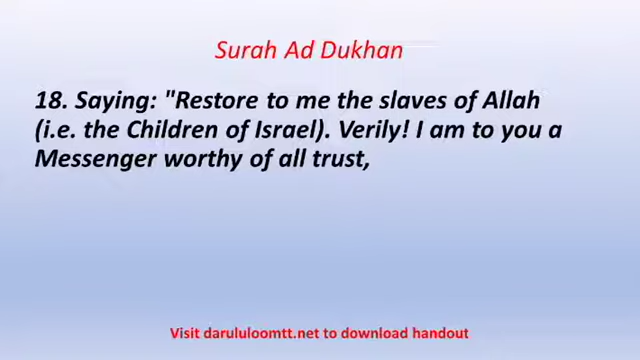 Surah Ad Dukhan
18. Saying: "Restore to me the slaves of Allah
(i.e. the Children of Israel). Verily! I am to you a
Messenger worthy of all trust,
Visit darululoomtt.net to download handout